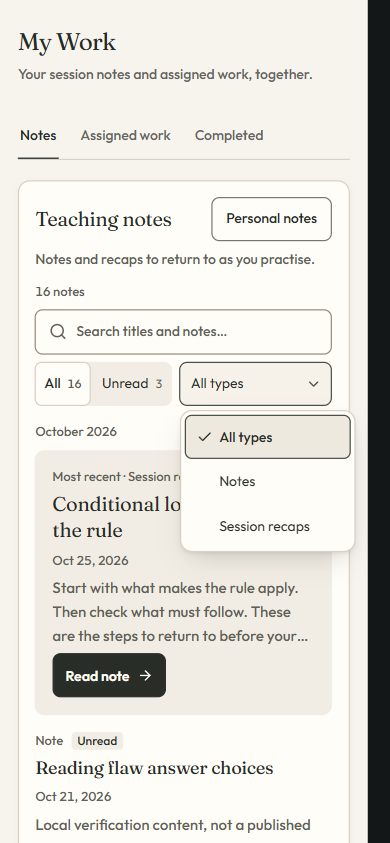 My Work
Your session notes and assigned work, together.
Notes Assigned work Completed
Teaching notes
Personal notes
Notes and recaps to return to as you practise.
16 notes
Search titles and notes...
All 16 Unread 3 All types
All types
Notes
Session recaps
October 2026
Most recent · Session
Conditional
the rule
Oct 25, 2026
Start with what makes the rule apply.
Then check what must follow. These
are the steps to return to before your...
Read note
Note Unread
Reading flaw answer choices
Oct 21, 2026
Local verification content, not a published